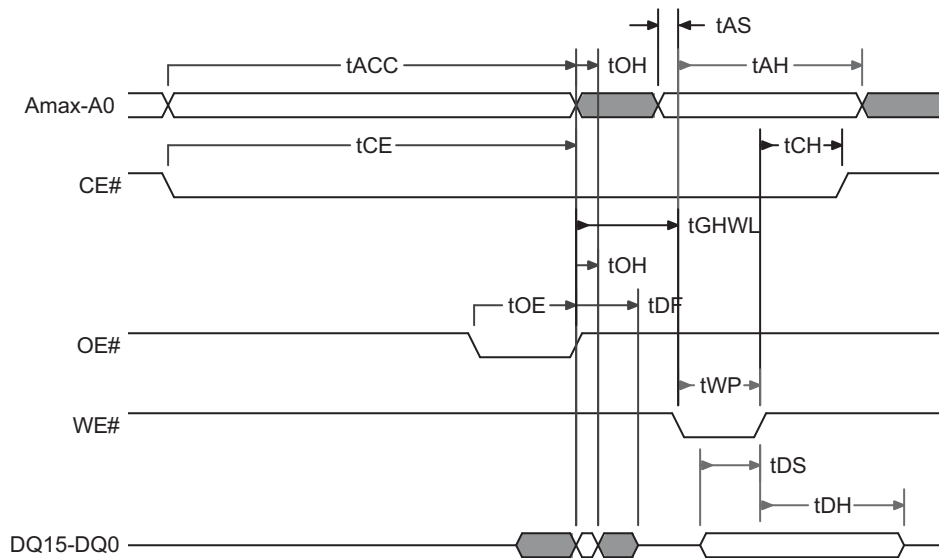 tAS
tACC
tOH
tAH
Amax-A0
tCE
tCH
CE#
tGHWL
tOH
tOE
tDF
OE#
tWP
WE#
tDS
tDH
DQ15-DQ0